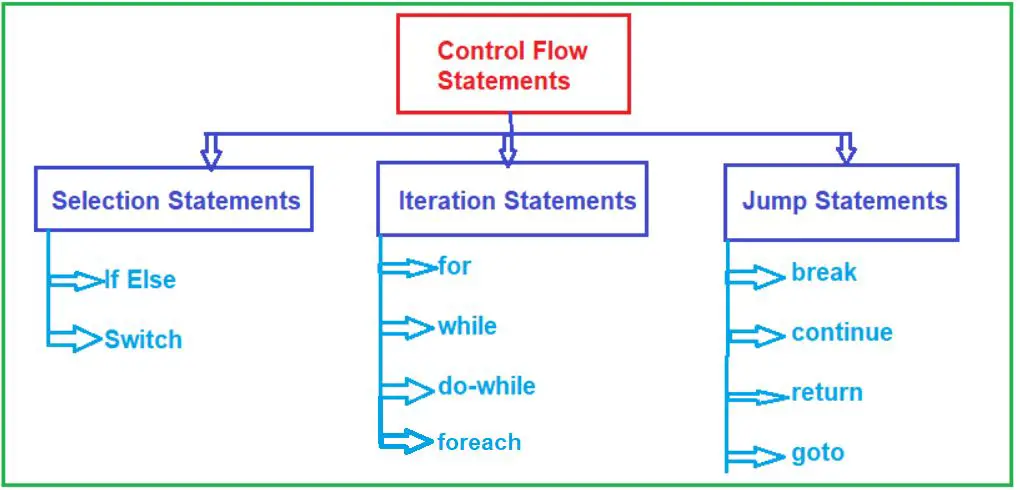 Control Flow
Statements
Selection Statements
If Else
Switch
Iteration Statements
for
while
do-while
foreach
Jump Statements
break
continue
return
goto